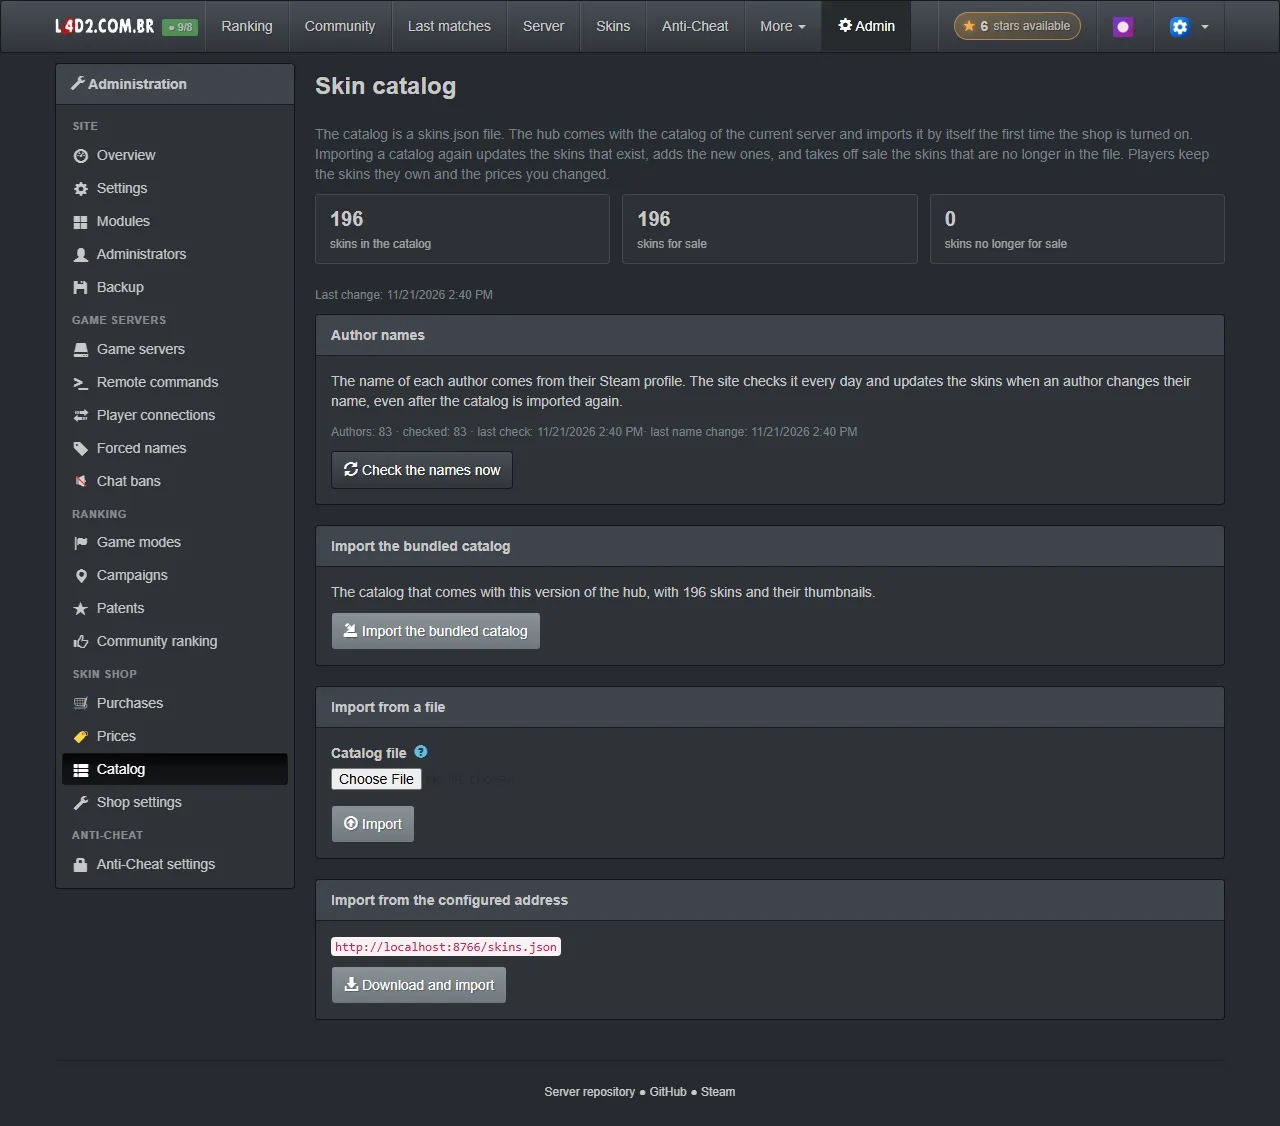 L4D2.COM.BR
9/8
Ranking
Community
Last matches
Server
Skins
Anti-Cheat
More
Admin
6 stars available
Administration
SITE
Overview
Settings
Modules
Administrators
Backup
GAME SERVERS
Game servers
Remote commands
Player connections
Forced names
Chat bans
RANKING
Game modes
Campaigns
Patents
Community ranking
SKIN SHOP
Purchases
Prices
Catalog
Shop settings
ANTI-CHEAT
Anti-Cheat settings
Skin catalog
The catalog is a skins.json file. The hub comes with the catalog of the current server and imports it by itself the first time the shop is turned on.
Importing a catalog again updates the skins that exist, adds the new ones, and takes off sale the skins that are no longer in the file. Players keep
the skins they own and the prices you changed.
196
skins in the catalog
196
skins for sale
0
skins no longer for sale
Last change: 11/21/2026 2:40 PM
Author names
The name of each author comes from their Steam profile. The site checks it every day and updates the skins when an author changes their
name, even after the catalog is imported again.
Authors: 83 · checked: 83 · last check: 11/21/2026 2:40 PM· last name change: 11/21/2026 2:40 PM
Check the names now
Import the bundled catalog
The catalog that comes with this version of the hub, with 196 skins and their thumbnails.
Import the bundled catalog
Import from a file
Catalog file ?
Choose File
Import
Import from the configured address
http://localhost:8766/skins.json
Download and import
Server repository ● GitHub ● Steam